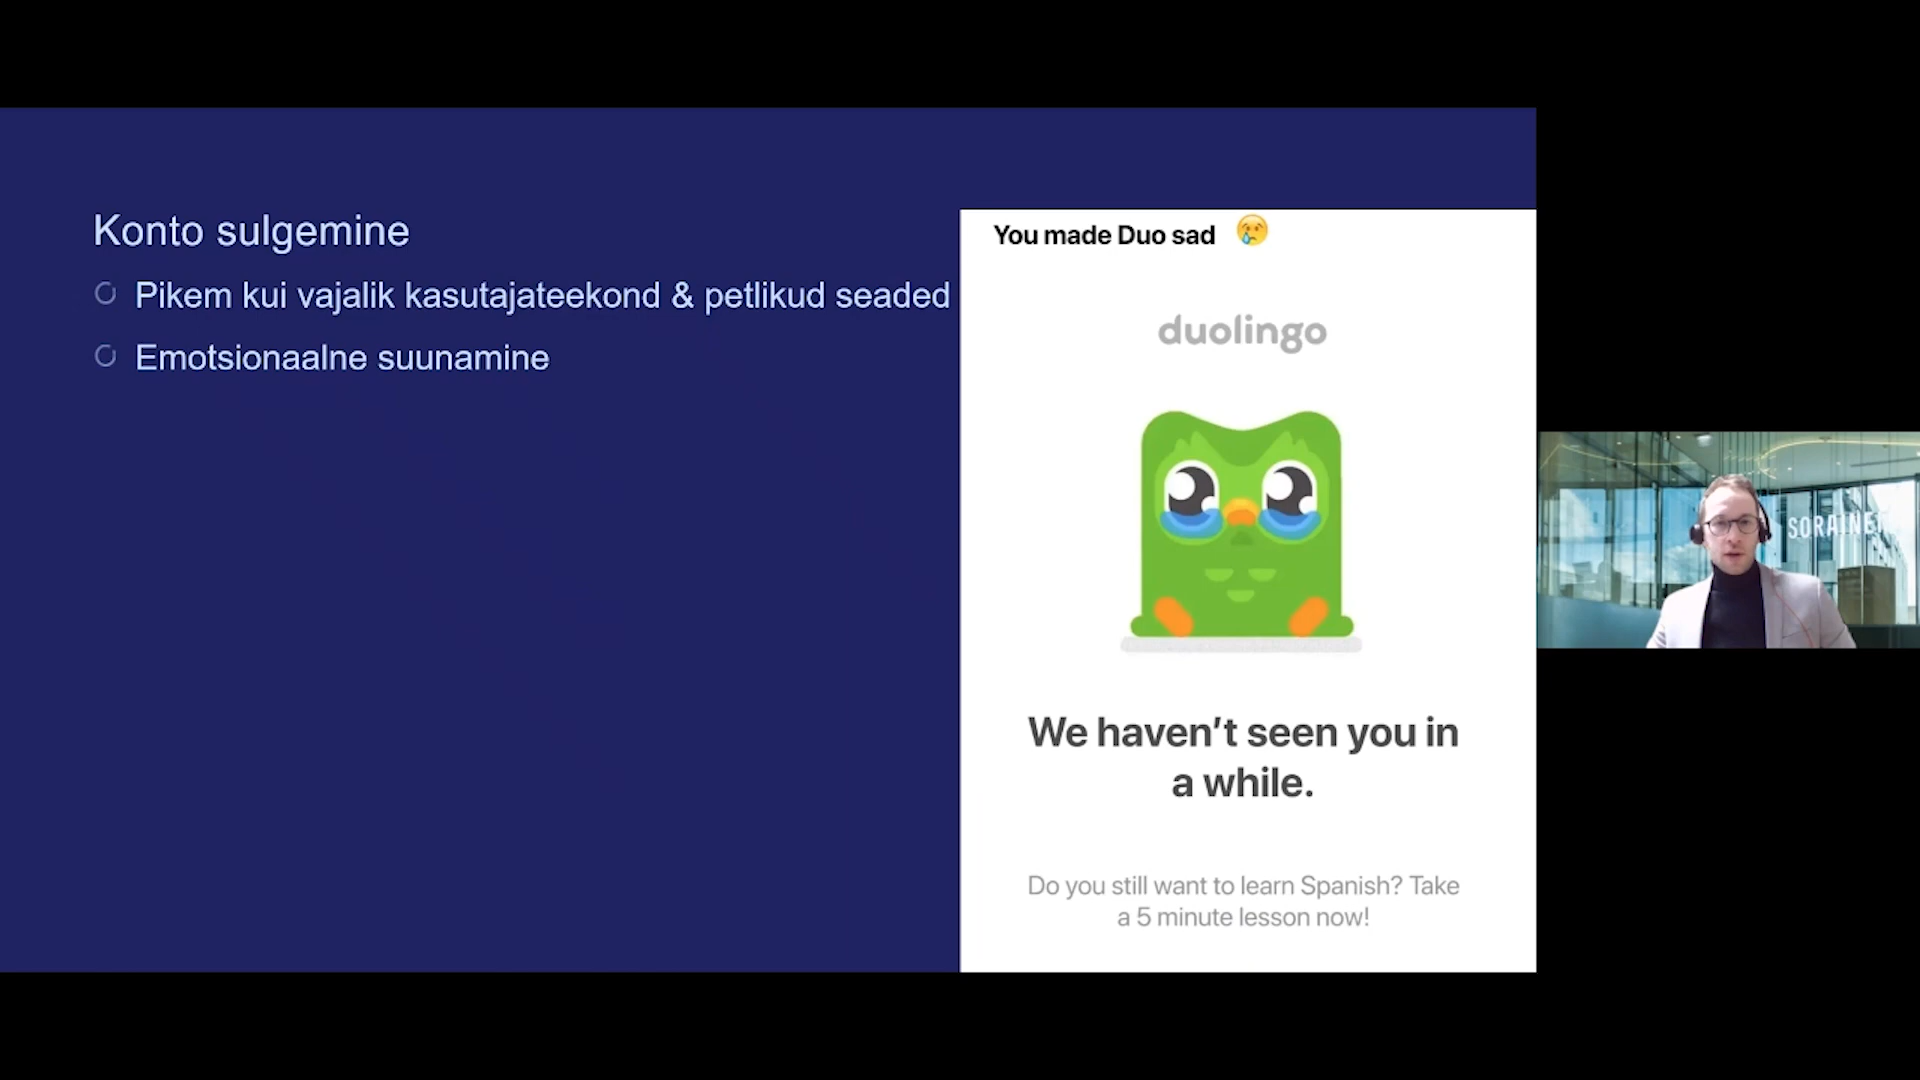 Konto sulgemine
Pikem kui vajalik kasutajateekond & petlikud seaded
Emotsionaalne suunamine
You made Duo sad 😢
duolingo
We haven't seen you in
a while.
Do you still want to learn Spanish? Take
a 5 minute lesson now!
SORAINEN